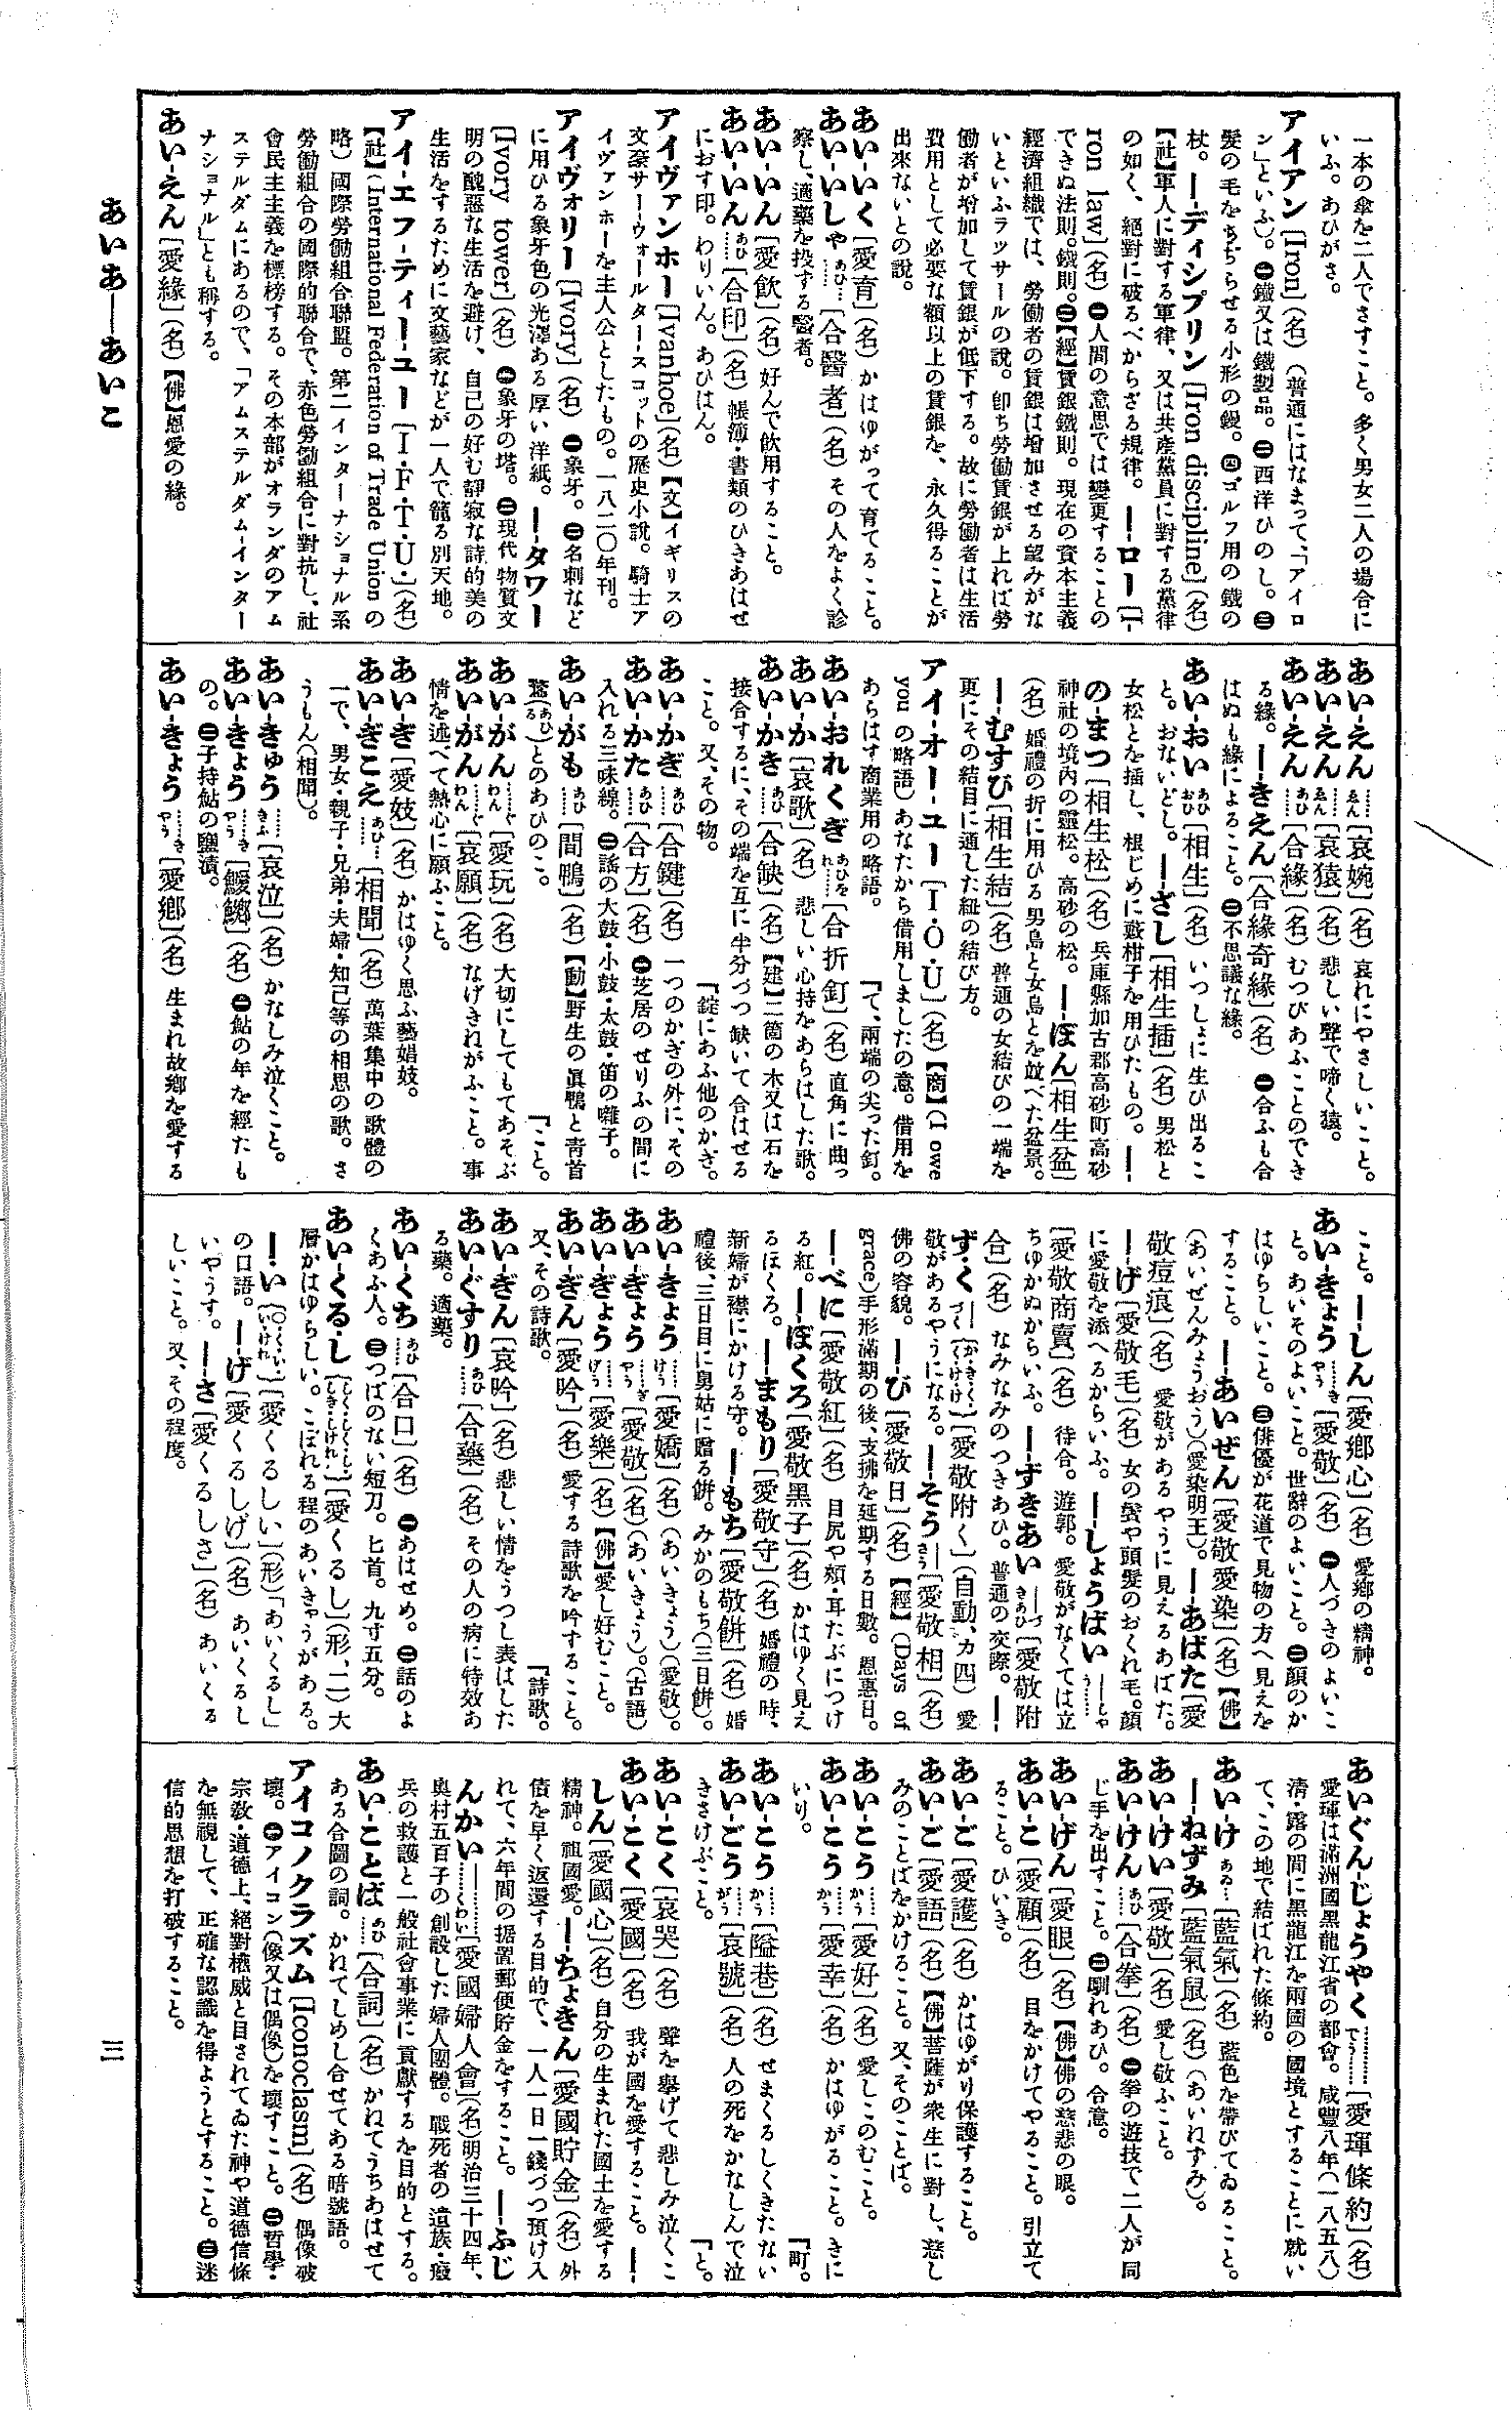 一本の傘を二人でさすこと。多く男女二人の場合に
いふ。あひがさ。
アイアン[Iron](名)(普通にはなまつて、「アイロ
ン」といふ)。㊀鐵又は鐵製品。㊁西洋ひのし。㊂
髮の毛をちぢらせる小形の鏝。㊃ゴルフ用の鐵の
杖。―ディシプリン[Iron discipline](名)
【社】軍人に對する軍律、又は共産黨員に對する黨律
の如く、絕對に破るべからざる規律。―ロー[I-
ron law](名)㊀人間の意思では變更することの
できぬ法則。鐵則。㊁【經】賃銀鐵則。現在の資本主義
經濟組織では、勞働者の賃銀は增加させる望みがな
いといふラッサールの說。卽ち勞働賃銀が上れば勞
働者が增加して賃銀が低下する。故に勞働者は生活
費用として必要な額以上の賃銀を、永久得ることが
出來ないとの說。
あい-いく[愛育](名)かはゆがつて育てること。
あい-いしゃ あひ…[合醫者](名)その人をよく診
察し、適藥を投ずる醫者。
あい-いん[愛飮](名)好んで飮用すること。
あい-いん あひ……[合印](名)帳簿・書類のひきあはせ
におす印。わりいん。あひはん。
アイヴァンホー[Ivanhoe](名)【文】イギリスの
文豪サー-ウォールター-スコットの歷史小說。騎士ア
イヴァンホーを主人公としたもの。一八二〇年刊。
アイヴォリー[Ivory](名)㊀象牙。㊁名刺など
に用ひる象牙色の光澤ある厚い洋紙。―タワー
[Ivory tower](名)㊀象牙の塔。㊁現代物質文
明の醜惡な生活を避け、自己の好む靜寂な詩的美の
生活をするために文藝家などが一人で籠る別天地。
アイ-エフ-ティー-ユー[I・F・T・U・](名)
【社】(International Federation of Trade Union の
略)國際勞働組合聯盟。第二インターナショナル系
勞働組合の國際的聯合で、赤色勞働組合に對抗し、社
會民主主義を標榜する。その本部がオランダのアム
ステルダムにあるので、「アムステルダム-インター
ナショナル」とも稱する。
あい-えん[愛緣](名)【佛】恩愛の緣。
あい-えん ……ゑん[哀婉](名)哀れにやさしいこと。
あい-えん ……ゑん[哀猿](名)悲しい聲で啼く猿。
あい-えん あひ……[合緣](名)むつびあふことのでき
る緣。―きえん[合緣奇緣](名)㊀合ふも合
はぬも緣によること。㊁不思議な緣。
あい-おい あひおひ[相生](名)いつしよに生ひ出るこ
と。おないどし。―ざし[相生揷](名)男松と
女松とを揷し、根じめに藪柑子を用ひたもの。―
の-まつ[相生松](名)兵庫縣加古郡高砂町高砂
神社の境內の靈松。高砂の松。―ぼん[相生盆]
(名)婚禮の折に用ひる男島と女島とを竝べた盆景。
―むすび[相生結](名)普通の女結びの一端を
更にその結目に通した紐の結び方。
アイ-オー-ユー[I・O・U](名)【商】(I owe
you の略語)あなたから借用しましたの意。借用を
あらはす商業用の略語。　「て、兩端の尖つた釘。
あい-おれくぎ あひをれ……[合折釘](名)直角に曲つ
あい-か[哀歌](名)悲しい心持をあらはした歌。
あい-かき あひ……[合缺](名)【建】二箇の木又は石を
接合するに、その端を互に半分づつ缺いて合はせる
こと。又、その物。　「錠にあふ他のかぎ。
あい-かぎ あひ……[合鍵](名)一つのかぎの外に、その
あい-かた あひ……[合方](名)㊀芝居のせりふの間に
入れる三味線。㊁謠の大鼓・小鼓・太鼓・笛の囃子。
あい-がも あひ……[間鴨](名)【動】野生の眞鴨と靑首
鶩(あひる)とのあひのこ。　「こと。
あい-がん ……ぐわん[愛玩](名)大切にしてもてあそぶ
あい-がん ……ぐわん[哀願](名)なげきねがふこと。事
情を述べて熱心に願ふこと。
あい-ぎ[愛妓](名)かはゆく思ふ藝娼妓。
あい-ぎこえ あひ…[相聞](名)萬葉集中の歌體の
一で、男女・親子・兄弟・夫婦・知己等の相思の歌。さ
うもん(相聞)。
あい-きゅう ……きふ[哀泣](名)かなしみ泣くこと。
あい-きょう ……きやう[鰀鱜](名)㊀鮎の年を經たも
の。㊁子持鮎の鹽漬。
あい-きょう ……きやう[愛鄕](名)生まれ故鄕を愛する
こと。―しん[愛鄕心](名)愛鄕の精神。
あい-きょう ……きやう[愛敬](名)㊀人づきのよいこ
と。あいそのよいこと。世辭のよいこと。㊁顏のか
はゆらしいこと。㊂俳優が花道で見物の方へ見えを
すること。―あいぜん[愛敬愛染](名)【佛】
(あいぜんみょうおう)(愛染明王)。―あばた[愛
敬痘痕](名)愛敬があるやうに見えるあばた。
―げ[愛敬毛](名)女の鬢や頭髮のおくれ毛。顏
に愛敬を添へるからいふ。―しょうばい ―しやう……
[愛敬商賣](名)待合。遊郭。愛敬がなくては立
ちゆかぬからいふ。―ずきあい ―づきあひ[愛敬附
合](名)なみなみのつきあひ。普通の交際。―
ず・く ―づく(か・き・く・く・け・け)[愛敬附く](自動、カ四)愛
敬があるやうになる。―そう ―さう[愛敬相](名)
佛の容貌。―び[愛敬日](名)【經】(Days of
grace)手形滿期の後、支拂を延期する日數。恩惠日。
―べに[愛敬紅](名)目尻や頰・耳たぶにつけ
る紅。―ぼくろ[愛敬黑子](名)かはゆく見え
るほくろ。―まもり[愛敬守](名)婚禮の時、
新婦が襟にかける守。―もち[愛敬餠](名)婚
禮後、三日目に舅姑に贈る餠。みかのもち(三日餠)。
あい-きょう ……けう[愛嬌](名)(あいきょう)(愛敬)。
あい-ぎょう ……ぎやう[愛敬](名)(あいきょう)。(古語)
あい-ぎょう ……げう[愛樂](名)【佛】愛し好むこと。
あい-ぎん[愛吟](名)愛する詩歌を吟ずること。
又、その詩歌。　「詩歌。
あい-ぎん[哀吟](名)悲しい情をうつし表はした
あい-ぐすり あひ……[合藥](名)その人の病に特效あ
る藥。適藥。
あい-くち あひ……[合口](名)㊀あはせめ。㊁話のよ
くあふ人。㊂つばのない短刀。匕首。九寸五分。
あい-くるし (しく・しく・し・しき・しけれ)[愛くるし](形、二)大
層かはゆらしい。こぼれる程のあいきやうがある。
―い [愛くるしい](形)「あいくるし」
の口語。―げ[愛くるしげ](名)あいくるし
いやうす。―さ[愛くるしさ](名)あいくる
しいこと。又、その程度。
あいぐんじょうやく ………でう……[愛琿條約](名)
愛琿は滿洲國黑龍江省の都會。咸豐八年(一八五八)
淸・露の間に黑龍江を兩國の國境とすることに就い
て、この地で結ばれた條約。
あい-け あゐ…[藍氣](名)藍色を帶びてゐること。
―ねずみ[藍氣鼠](名)(あいねずみ)。
あい-けい[愛敬](名)愛し敬ふこと。
あい-けん あひ……[合拳](名)㊀拳の遊技で二人が同
じ手を出すこと。㊁馴れあひ。合意。
あい-げん[愛眼](名)【佛】佛の慈悲の眼。
あい-こ[愛顧](名)目をかけてやること。引立て
ること。ひいき。
あい-ご[愛護](名)かはゆがり保護すること。
あい-ご[愛語](名)【佛】菩薩が衆生に對し、慈し
みのことばをかけること。又、そのことば。
あい-こう ……かう[愛好](名)愛しこのむこと。
あい-こう ……かう[愛幸](名)かはゆがること。きに
いり。　「町。
あい-こう ……かう[隘巷](名)せまくるしくきたない
あい-ごう ……がう[哀號](名)人の死をかなしんで泣
きさけぶこと。　「と。
あい-こく[哀哭](名)聲を擧げて悲しみ泣くこ
あい-こく[愛國](名)我が國を愛すること。―
しん[愛國心](名)自分の生まれた國土を愛する
精神。祖國愛。―ちょきん[愛國貯金](名)外
債を早く返還する目的で、一人一日一錢づつ預け入
れて、六年間の据置郵便貯金をすること。―ふじ
んかい ―………くわい[愛國婦人會](名)明治三十四年、
奧村五百子の創設した婦人團體。戰死者の遺族・癈
兵の救護と一般社會事業に貢獻するを目的とする。
あい-ことば あひ……[合詞](名)かねてうちあはせて
ある合圖の詞。かねてしめし合せてある暗號語。
アイコノクラズム[Iconoclasm](名)偶像破
壞。㊀アイコン(像又は偶像)を壞すこと。㊁哲學・
宗敎・道德上、絕對權威と目されてゐた神や道德信條
を無視して、正確な認識を得ようとすること。㊂迷
信的思想を打破すること。
あいあ――あいこ
三